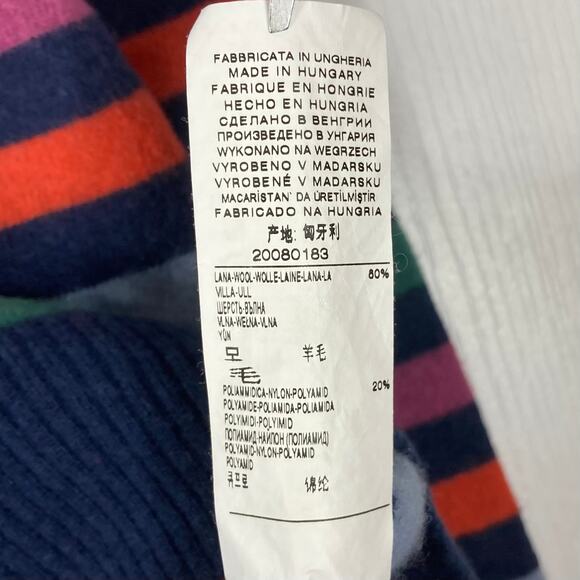 FABBRICATA IN UNGHERIA
MADE IN HUNGARY
FABRIQUE EN HONGRIE
HECHO EN HUNGRIA
СДЕЛАНО В ВЕНГРИИ
ПРОИЗВЕДЕНО В УНГАРИЯ
WYKONANO NA WEGRZECH
VYROBENO V MADARSKU
VYROBENÉ V MADARSKU
MACARİSTAN' DA ÜRETİLMİŞTİR
FABRICADO NA HUNGRIA
产地: 匈牙利
20080183
LANA-WOOL-WOLLE-LAINE-LANA-LA 80%
VILLA-ULL
ШЕРСТЬ-ВЪЛНА
VLNA-WEŁNA-VLNA
YÜN
모 羊毛
毛
POLIAMMIDICA-NYLON-POLYAMID 20%
POLYAMIDE-POLIAMIDA-POLIAMIDA
POLYIMIDI-POLYIMID
ПОЛИАМИД-НАЙЛОН (ПОЛИАМИД)
POLYAMID-NYLON-POLYAMID
POLYAMID
큐프로 锦纶